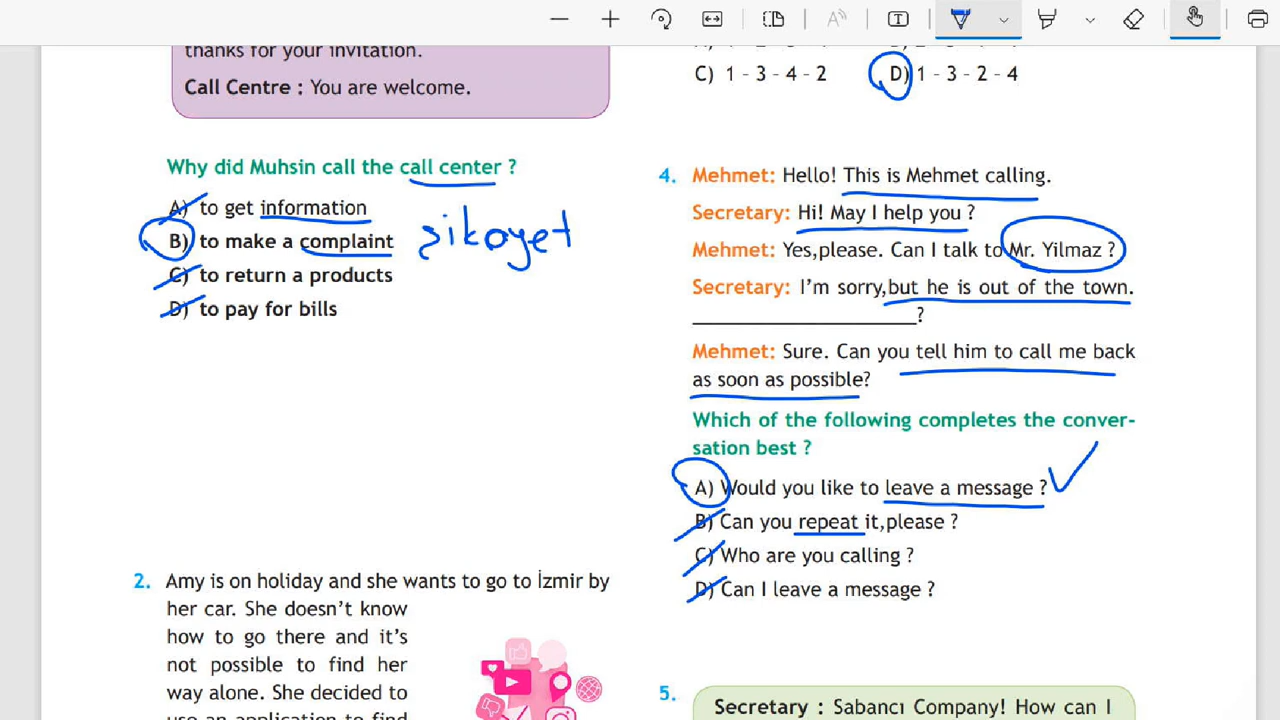 thanks for your invitation.
Call Centre : You are welcome.
Why did Muhsin call the call center ?
A) to get information
B) to make a complaint
şikayet
C) to return a products
D) to pay for bills
2. Amy is on holiday and she wants to go to İzmir by
her car. She doesn't know
how to go there and it's
not possible to find her
way alone. She decided to
use an application to find
C) 1 - 3 - 4 - 2
D) 1 - 3 - 2 - 4
4. Mehmet: Hello! This is Mehmet calling.
Secretary: Hi! May I help you ?
Mehmet: Yes,please. Can I talk to Mr. Yilmaz ?
Secretary: I'm sorry,but he is out of the town.
____________________?
Mehmet: Sure. Can you tell him to call me back
as soon as possible?
Which of the following completes the conver-
sation best ?
A) Would you like to leave a message ?
B) Can you repeat it,please ?
C) Who are you calling ?
D) Can I leave a message ?
5. Secretary : Sabancı Company! How can I